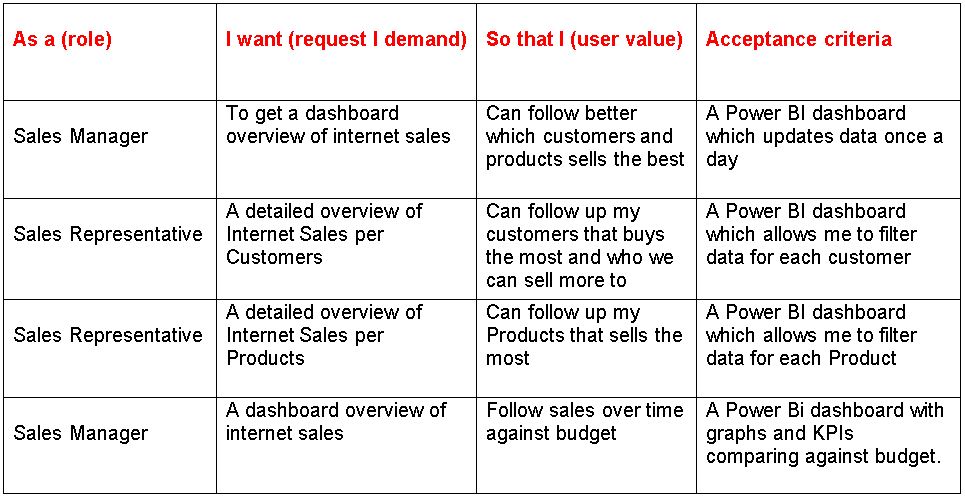 As a (role)
I want (request I demand)
So that I (user value)
Acceptance criteria
Sales Manager
To get a dashboard
overview of internet sales
Can follow better
which customers and
products sells the best
A Power BI dashboard
which updates data once a
day
Sales Representative
A detailed overview of
Internet Sales per
Customers
Can follow up my
customers that buys
the most and who we
can sell more to
A Power BI dashboard
which allows me to filter
data for each customer
Sales Representative
A detailed overview of
Internet Sales per
Products
Can follow up my
Products that sells the
most
A Power BI dashboard
which allows me to filter
data for each Product
Sales Manager
A dashboard overview of
internet sales
Follow sales over time
against budget
A Power Bi dashboard with
graphs and KPIs
comparing against budget.